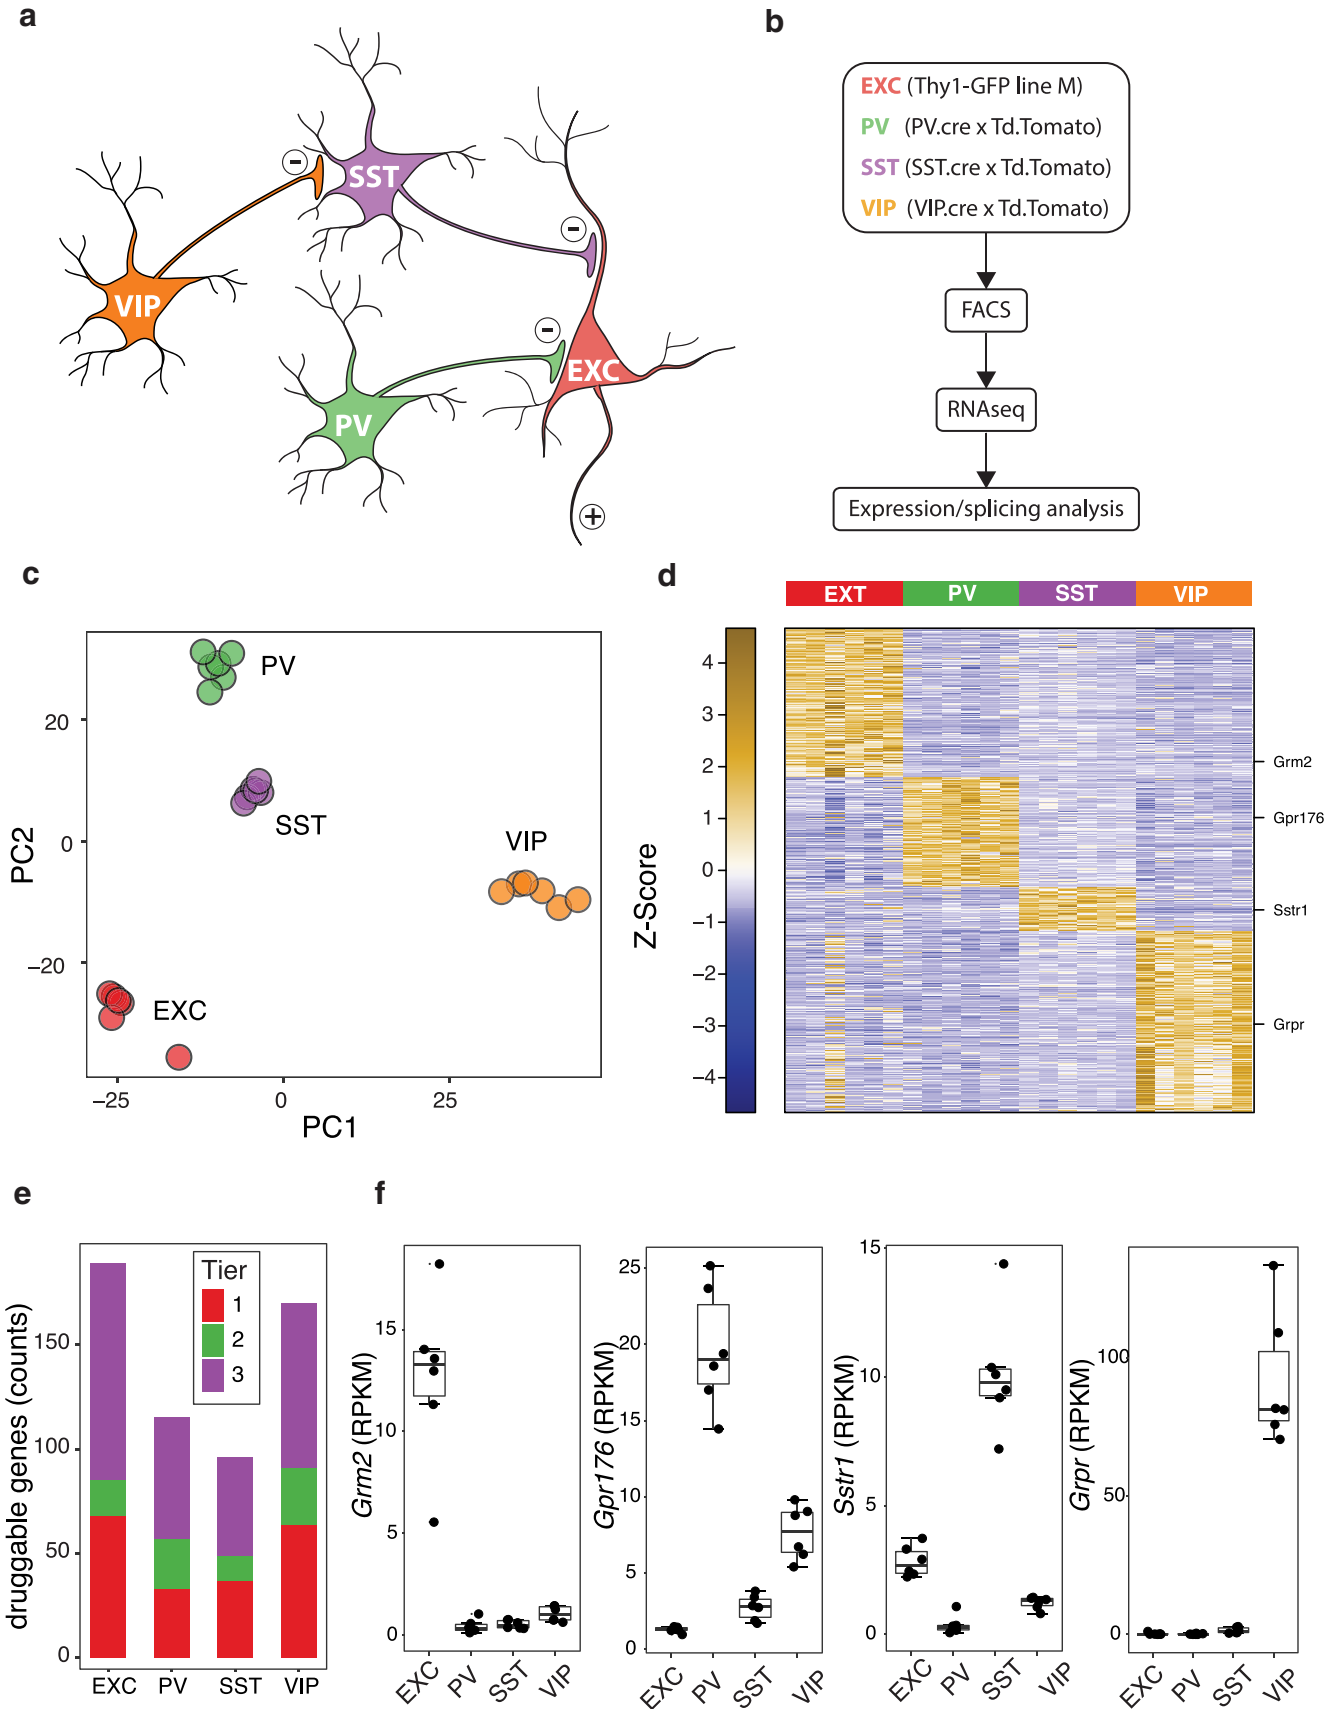 a
SST
VIP
PV
EXC
-
-
-
+
b
EXC (Thy1-GFP line M)
PV (PV.cre x Td.Tomato)
SST (SST.cre x Td.Tomato)
VIP (VIP.cre x Td.Tomato)
FACS
RNAseq
Expression/splicing analysis
c
PC2
20
0
−20
PV
SST
VIP
EXC
−25
0
25
PC1
d
EXT PV SST VIP
Z-Score
4
3
2
1
0
−1
−2
−3
−4
Grm2
Gpr176
Sstr1
Grpr
e
druggable genes (counts)
150
100
50
0
Tier
1
2
3
EXC PV SST VIP
f
Grm2 (RPKM)
15
10
5
0
EXC PV SST VIP
Gpr176 (RPKM)
25
20
15
10
5
0
EXC PV SST VIP
Sstr1 (RPKM)
15
10
5
0
EXC PV SST VIP
Grpr (RPKM)
100
50
0
EXC PV SST VIP